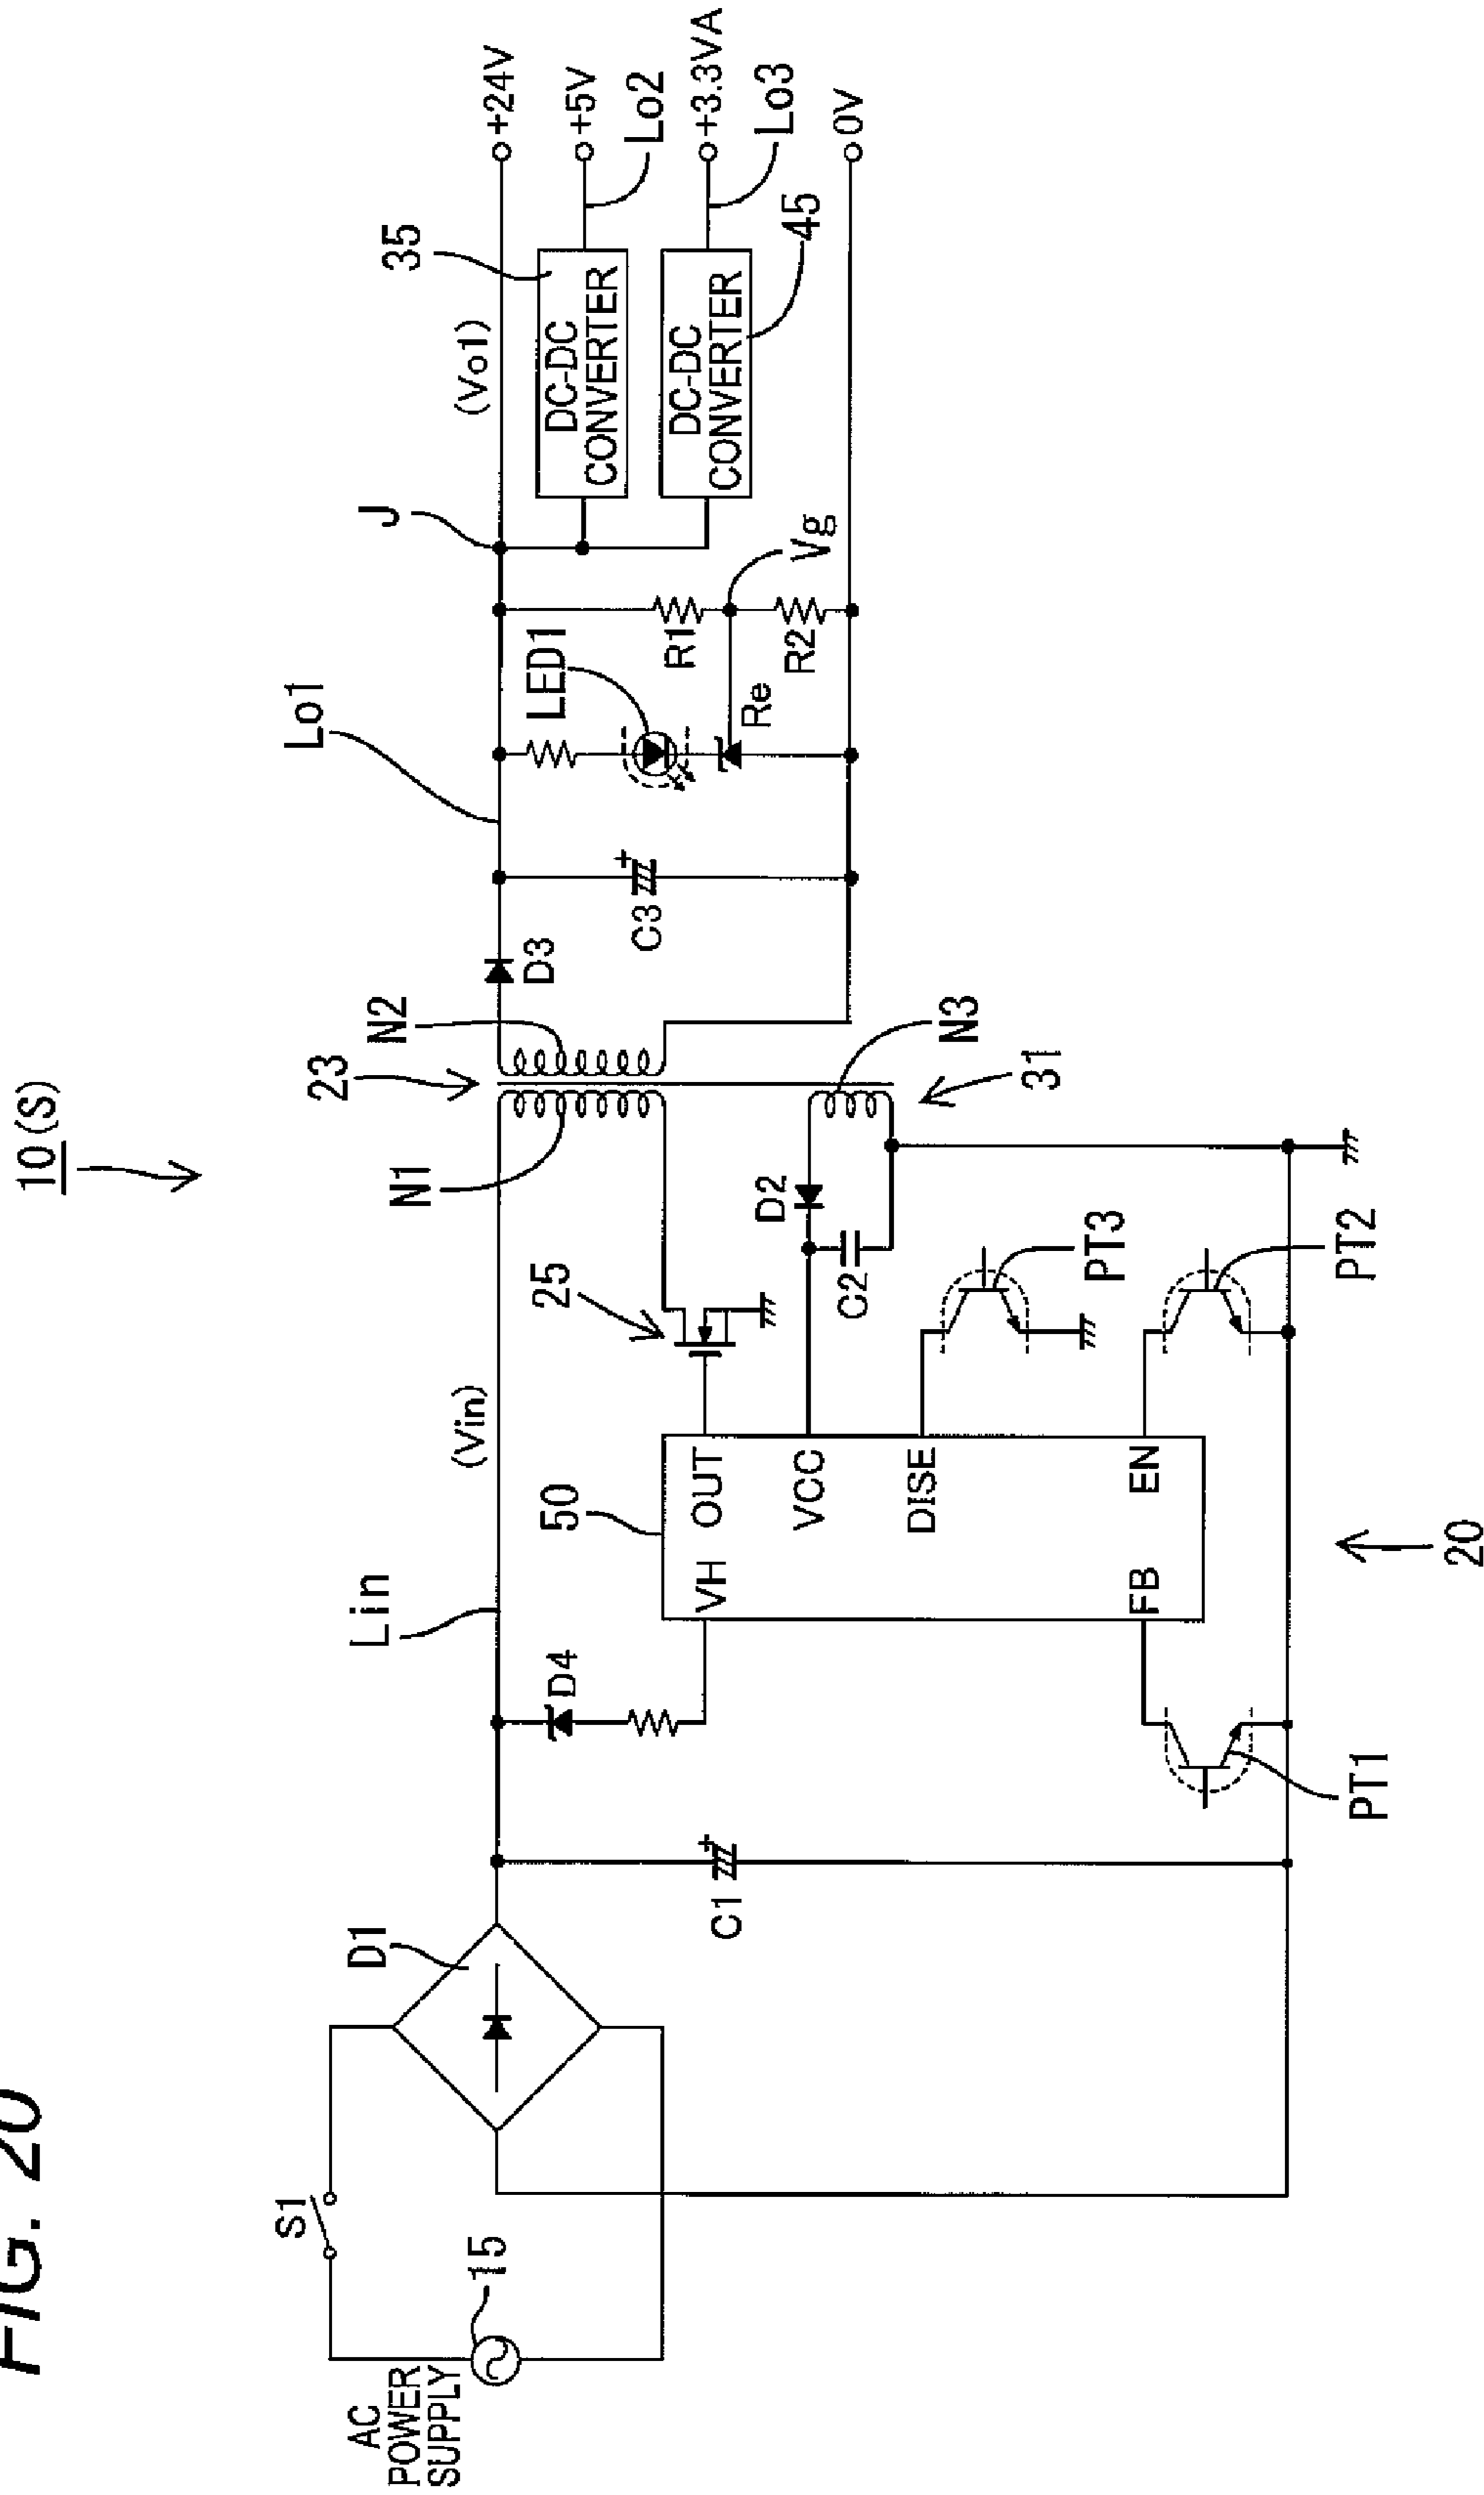 FIG. 20
10(S)
AC
POWER
SUPPLY
15
S1
D1
C1
Lin
(Vin)
D4
50
VH
OUT
VCC
DISE
FB
EN
PT1
20
25
D2
C2
PT3
PT2
N1
23
N2
N3
31
D3
C3
Lo1
LED1
Re
R1
R2
Vg
J
(Vo1)
35
DC-DC
CONVERTER
DC-DC
CONVERTER
45
+24V
+5V
Lo2
+3.3VA
Lo3
0V